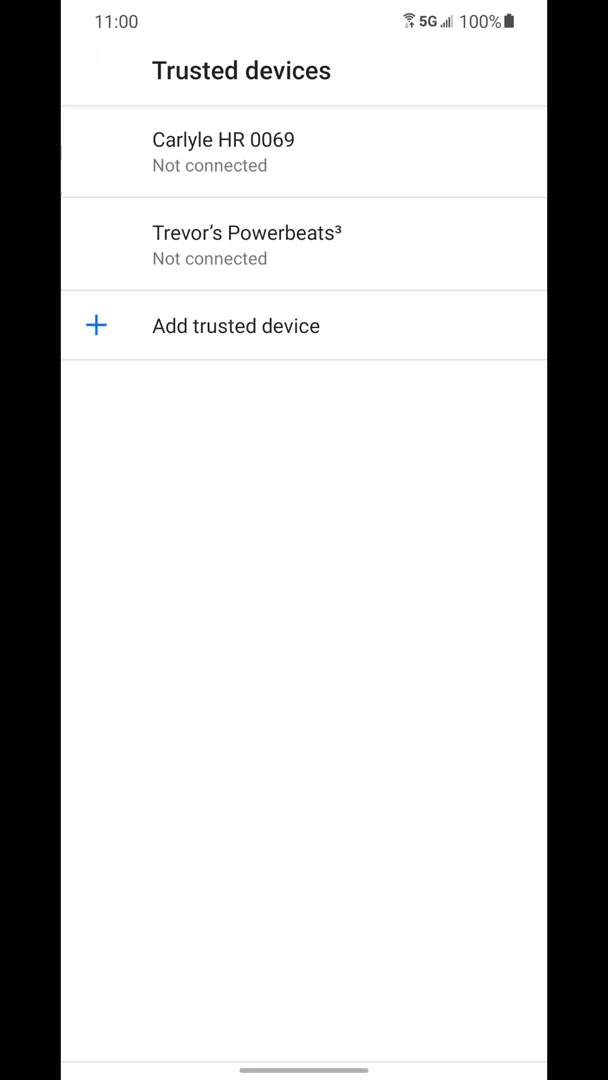 11:00 5G 100%
Trusted devices
Carlyle HR 0069
Not connected
Trevor’s Powerbeats³
Not connected
Add trusted device